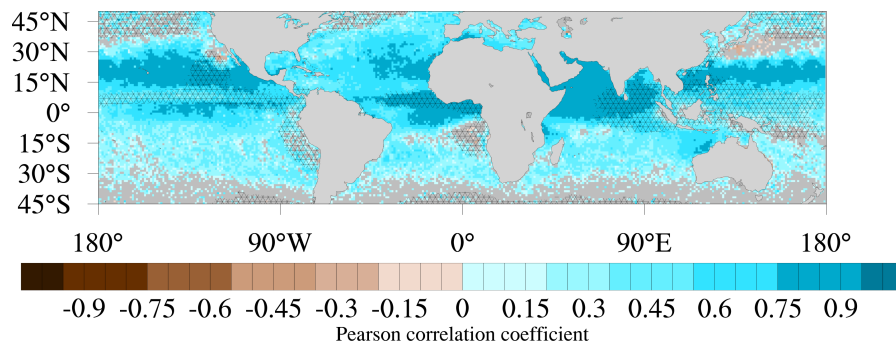 45°N
30°N
15°N
0°
15°S
30°S
45°S
180° 90°W 0° 90°E 180°
-0.9 -0.75 -0.6 -0.45 -0.3 -0.15 0 0.15 0.3 0.45 0.6 0.75 0.9
Pearson correlation coefficient